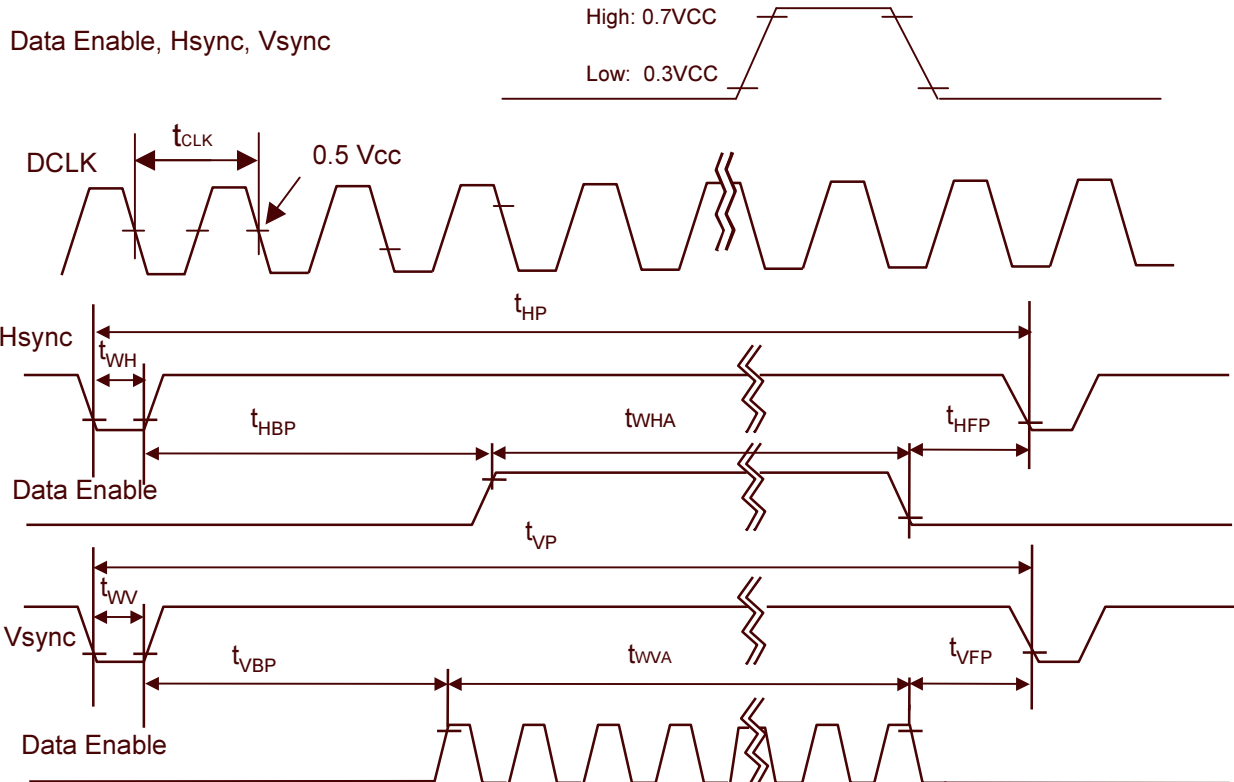 High: 0.7VCC
Data Enable, Hsync, Vsync
Low: 0.3VCC
tCLK
0.5 Vcc
DCLK
tHP
Hsync
tWH
tHBP
tWHA
tHFP
Data Enable
tVP
tWV
Vsync
tVBP
tWVA
tVFP
Data Enable